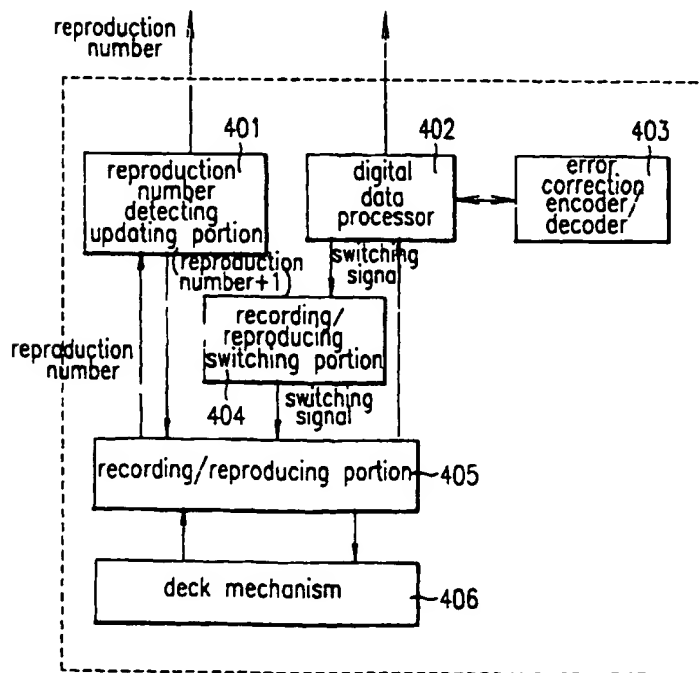 reproduction
number
401
402
403
reproduction
number
detecting
updating portion
digital
data
processor
error
correction
encoder/
decoder
(reproduction
number+1)
switching
signal
recording/
reproducing
switching portion
reproduction
number
404
switching
signal
recording/reproducing portion
405
deck mechanism
406